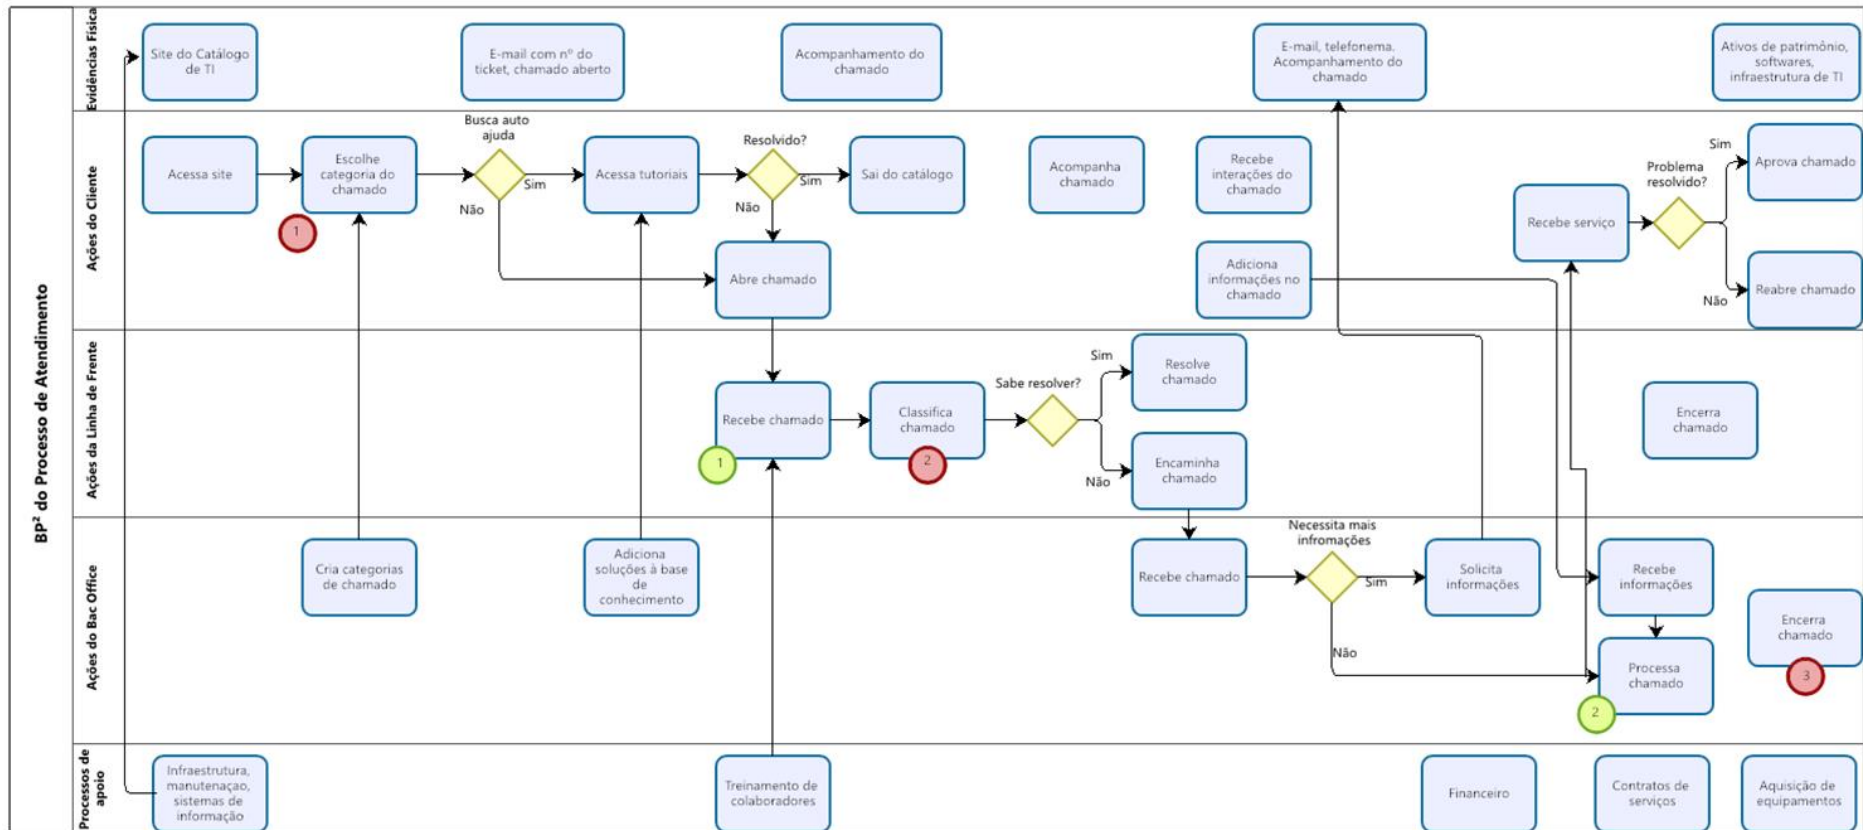 BP² do Processo de Atendimento
Evidências Física
Site do Catálogo
de TI
E-mail com nº do
ticket, chamado aberto
Acompanhamento do
chamado
E-mail, telefonema.
Acompanhamento do
chamado
Ativos de patrimônio,
softwares,
infraestrutura de TI
Ações do Cliente
Acessa site
Escolhe
categoria do
chamado
1
Busca auto
ajuda
Sim
Não
Acessa tutoriais
Resolvido?
Sim
Não
Sai do catálogo
Abre chamado
Acompanha
chamado
Recebe
interações do
chamado
Adiciona
informações no
chamado
Recebe serviço
Problema
resolvido?
Sim
Aprova chamado
Não
Reabre chamado
Ações da Linha de Frente
Recebe chamado
1
Classifica
chamado
2
Sabe resolver?
Sim
Resolve
chamado
Não
Encaminha
chamado
Encerra
chamado
Ações do Bac Office
Cria categorias
de chamado
Adiciona
soluções à base
de
conhecimento
Recebe chamado
Necessita mais
infromações
Sim
Não
Solicita
informações
Recebe
informações
Processa
chamado
2
Encerra
chamado
3
Processos de
apoio
Infraestrutura,
manutenaçao,
sistemas de
informação
Treinamento de
colaboradores
Financeiro
Contratos de
serviços
Aquisição de
equipamentos